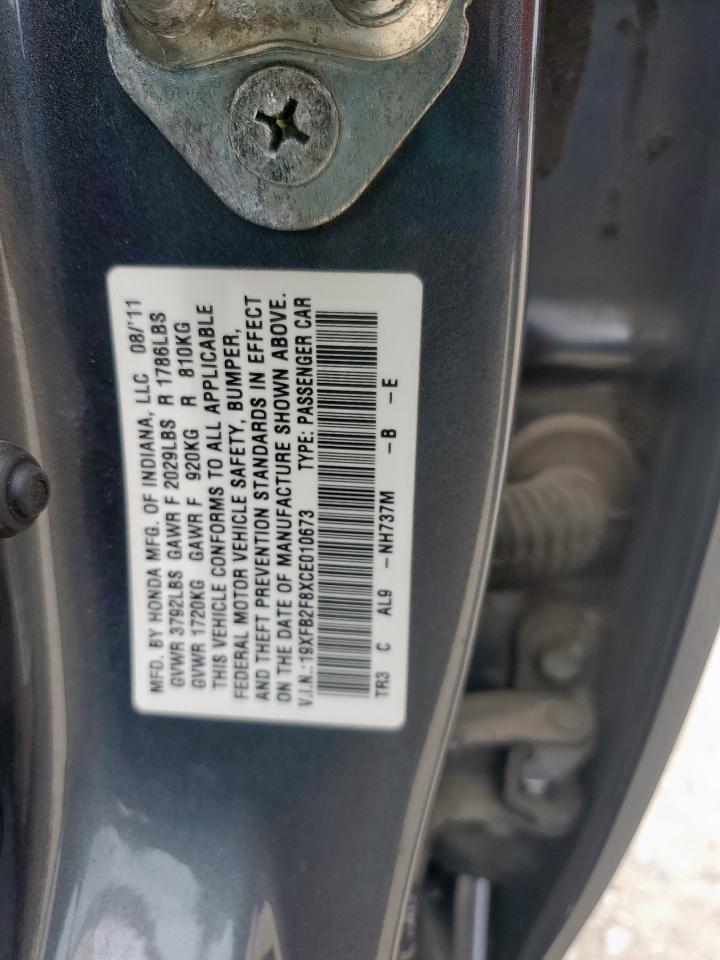 MFD. BY HONDA MFG. OF INDIANA, LLC 08/'11
GVWR 3792LBS GAWR F 2029LBS R 1786LBS
GVWR 1720KG GAWR F 920KG R 810KG
THIS VEHICLE CONFORMS TO ALL APPLICABLE
FEDERAL MOTOR VEHICLE SAFETY, BUMPER,
AND THEFT PREVENTION STANDARDS IN EFFECT
ON THE DATE OF MANUFACTURE SHOWN ABOVE.
V.I.N.:19XFB2F8XCE010673 TYPE: PASSENGER CAR
TR3 C AL9 -NH737M -B -E